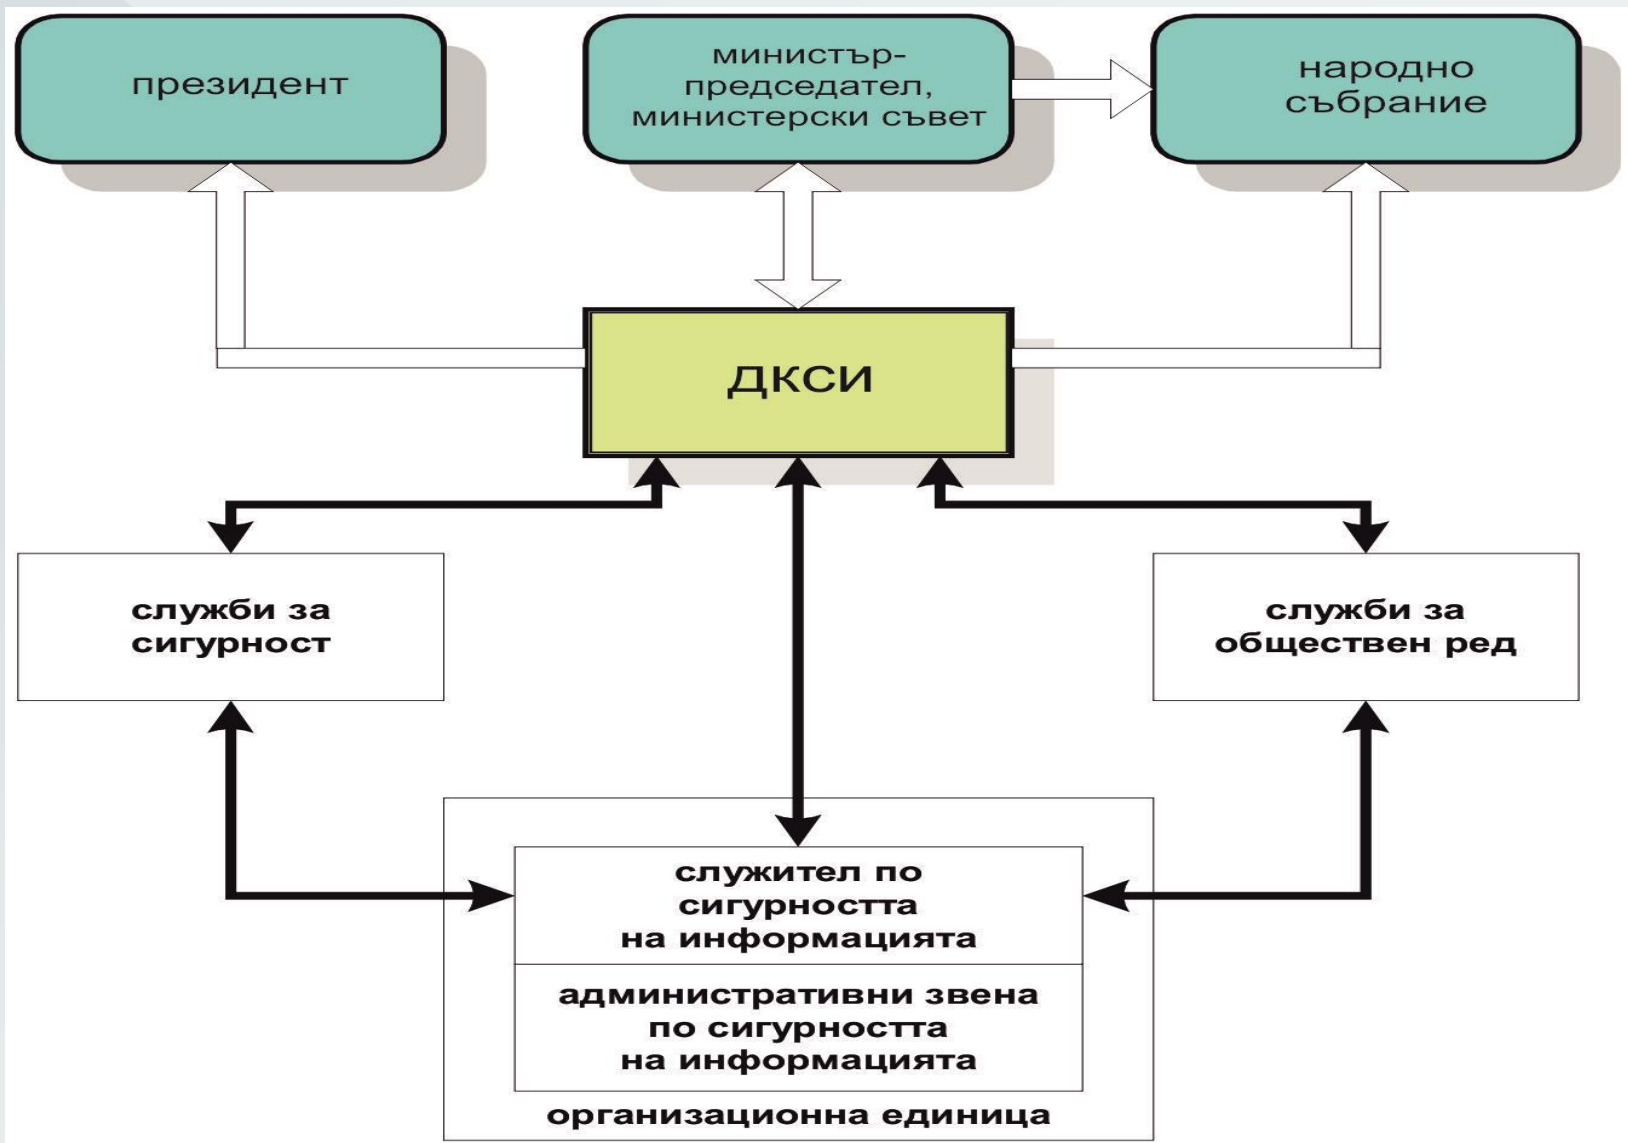 президент
министър-
председател,
министерски съвет
народно
събрание
ДКСИ
служби за
сигурност
служби за
обществен ред
служител по
сигурността
на информацията
административни звена
по сигурността
на информацията
организационна единица